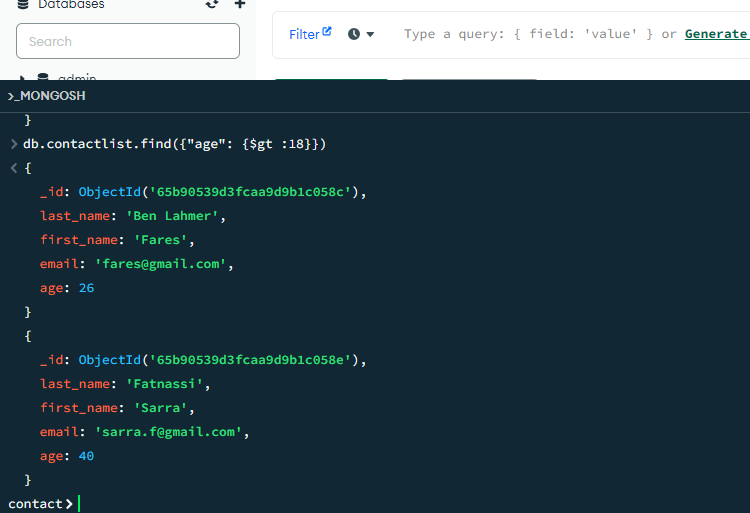 Databases
Search
admin
Filter
Type a query: { field: 'value' } or Generate
>_MONGOSH
}
> db.contactlist.find({"age": {$gt :18}})
< {
_id: ObjectId('65b90539d3fcaa9d9b1c058c'),
last_name: 'Ben Lahmer',
first_name: 'Fares',
email: 'fares@gmail.com',
age: 26
}
{
_id: ObjectId('65b90539d3fcaa9d9b1c058e'),
last_name: 'Fatnassi',
first_name: 'Sarra',
email: 'sarra.f@gmail.com',
age: 40
}
contact>